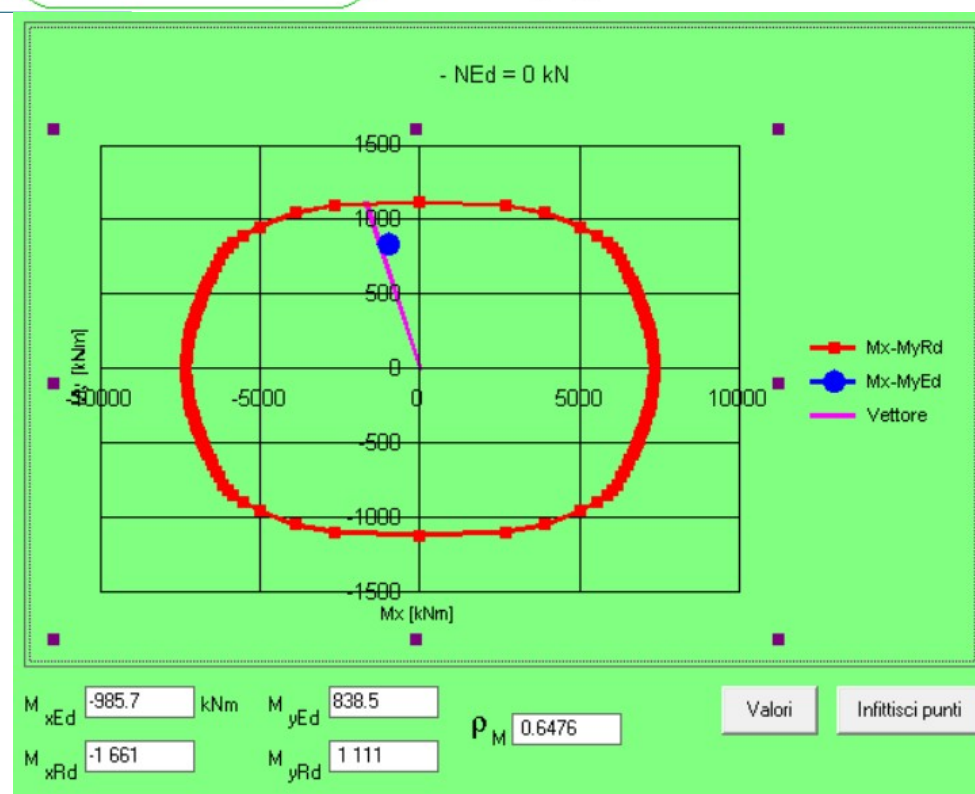 - NEd = 0 kN
1500
1000
500
0
-10000 -5000 0 5000 10000
-500
-1000
-1500
My [kNm]
Mx [kNm]
Mx-MyRd
Mx-MyEd
Vettore
M xEd -985.7 kNm M yEd 838.5
ρ M 0.6476
Valori Infittisci punti
M xRd -1 661 M yRd 1 111